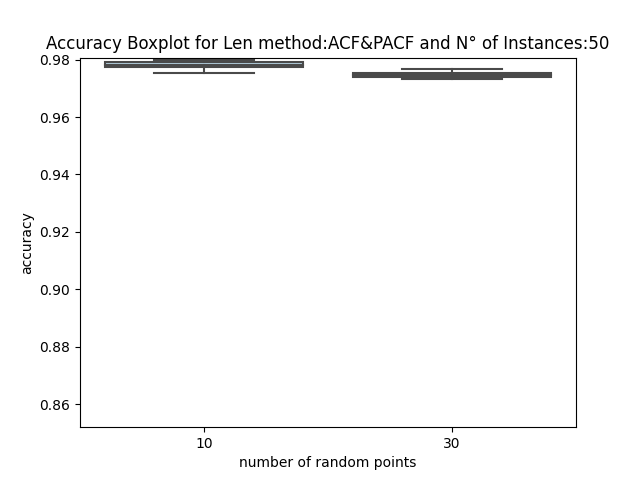 Accuracy Boxplot for Len method:ACF&PACF and N° of Instances:50
0.98
0.96
0.94
0.92
0.90
0.88
0.86
accuracy
10 30
number of random points